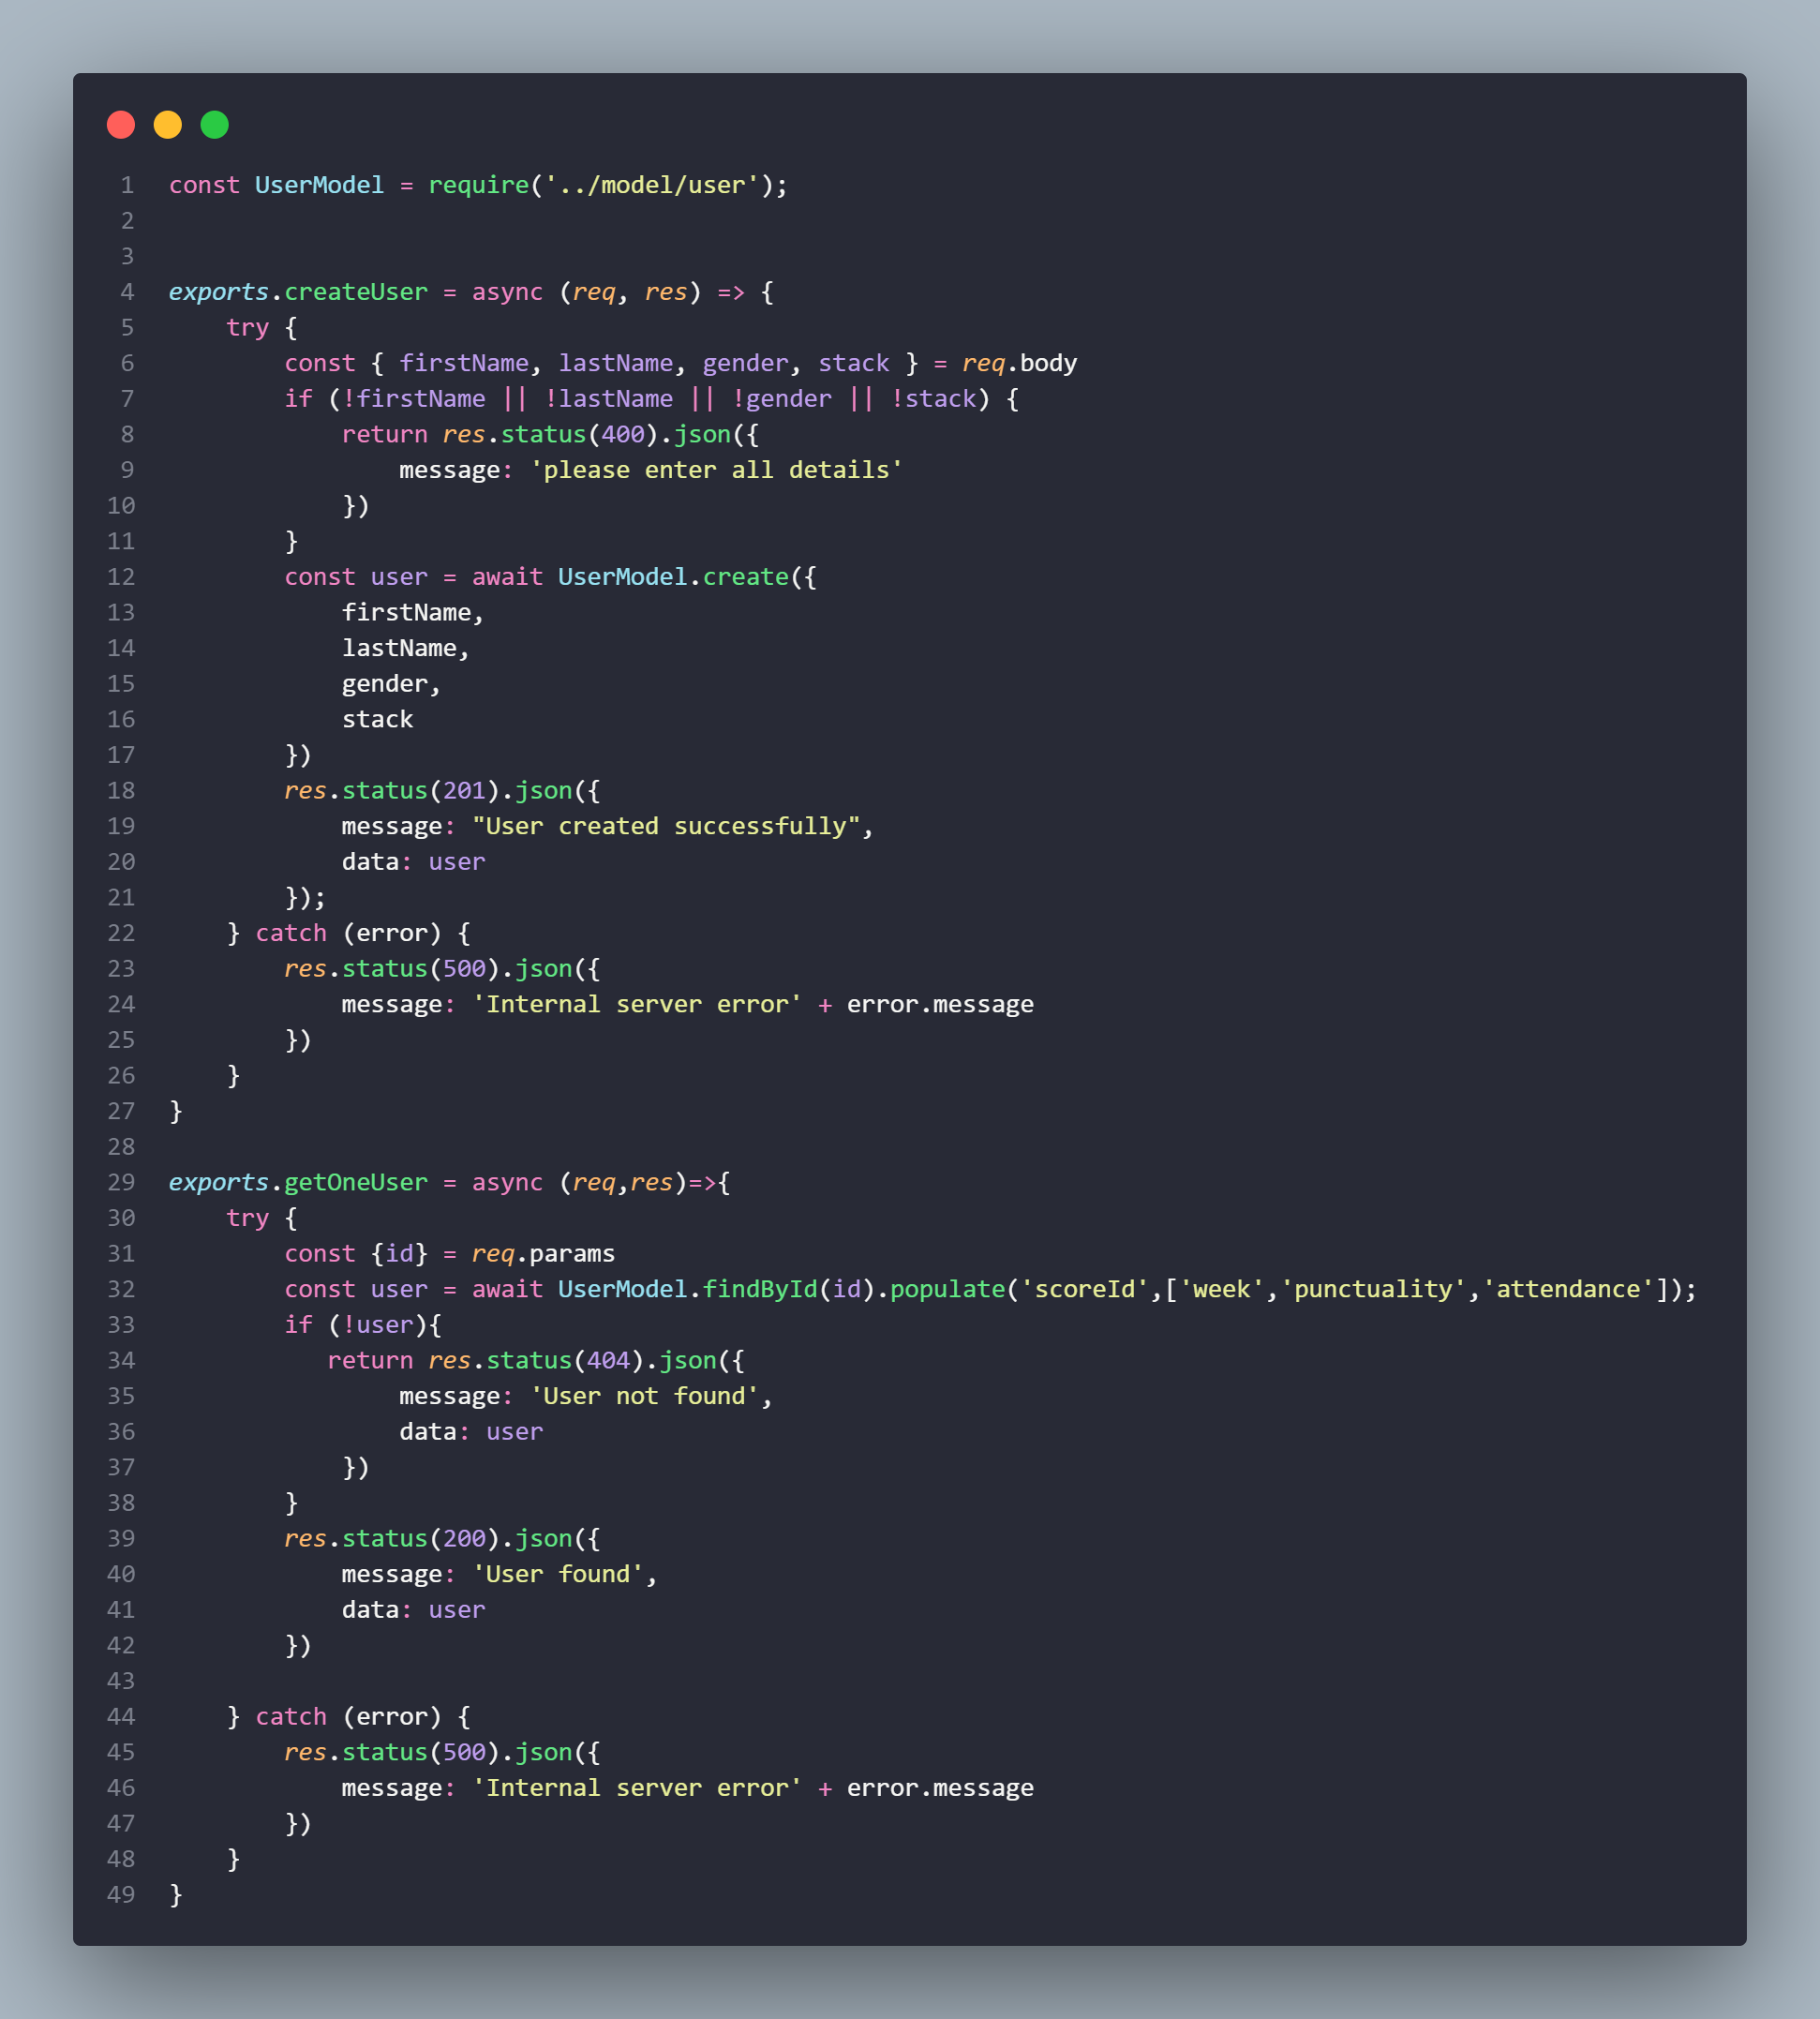 1 const UserModel = require('../model/user');
2
3
4 exports.createUser = async (req, res) => {
5     try {
6         const { firstName, lastName, gender, stack } = req.body
7         if (!firstName || !lastName || !gender || !stack) {
8             return res.status(400).json({
9                 message: 'please enter all details'
10             })
11         }
12         const user = await UserModel.create({
13             firstName,
14             lastName,
15             gender,
16             stack
17         })
18         res.status(201).json({
19             message: "User created successfully",
20             data: user
21         });
22     } catch (error) {
23         res.status(500).json({
24             message: 'Internal server error' + error.message
25         })
26     }
27 }
28
29 exports.getOneUser = async (req,res)=>{
30     try {
31         const {id} = req.params
32         const user = await UserModel.findById(id).populate('scoreId',['week','punctuality','attendance']);
33         if (!user){
34            return res.status(404).json({
35                 message: 'User not found',
36                 data: user
37             })
38         }
39         res.status(200).json({
40             message: 'User found',
41             data: user
42         })
43
44     } catch (error) {
45         res.status(500).json({
46             message: 'Internal server error' + error.message
47         })
48     }
49 }